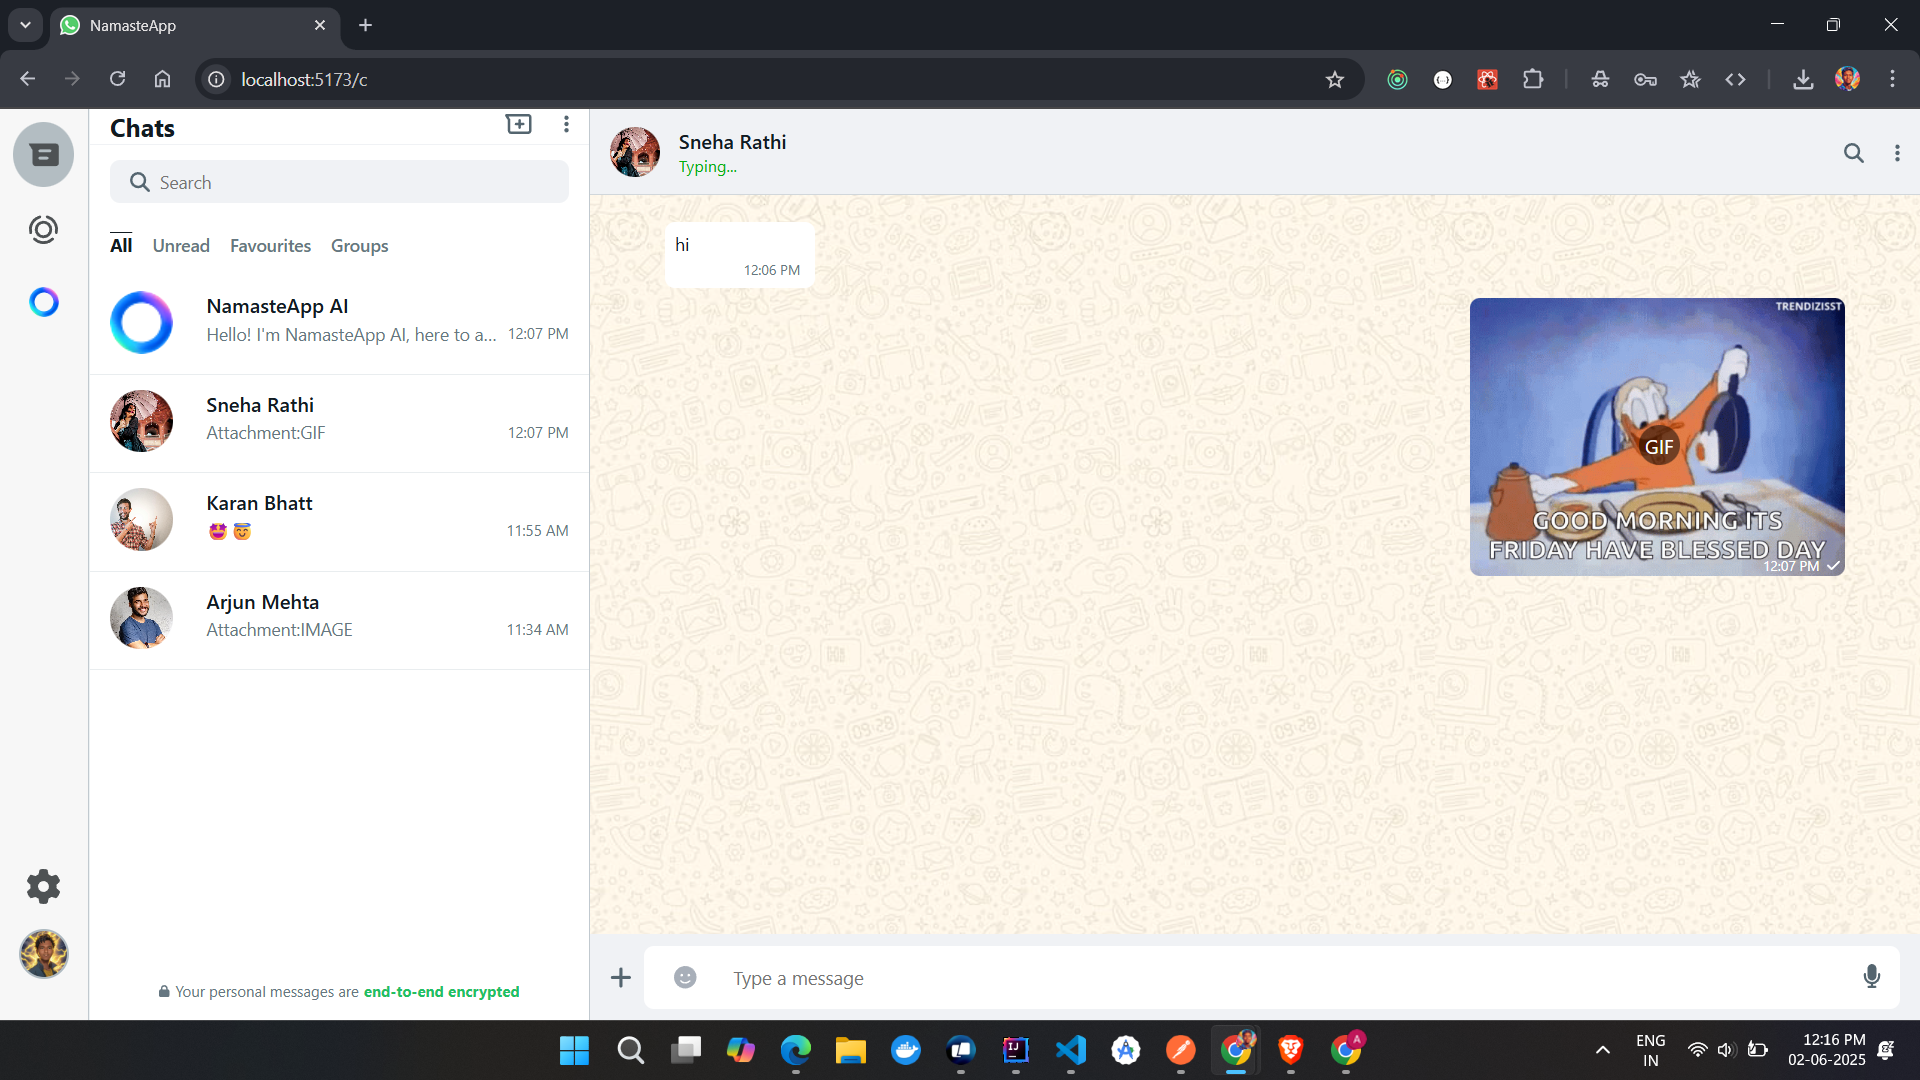 NamasteApp
localhost:5173/c
Chats
Search
All Unread Favourites Groups
NamasteApp AI
Hello! I'm NamasteApp AI, here to a... 12:07 PM
Sneha Rathi
Attachment:GIF 12:07 PM
Karan Bhatt
🤩😇 11:55 AM
Arjun Mehta
Attachment:IMAGE 11:34 AM
Your personal messages are end-to-end encrypted
Sneha Rathi
Typing...
hi
12:06 PM
TRENDIZISST
GIF
GOOD MORNING ITS
FRIDAY HAVE BLESSED DAY
12:07 PM
Type a message
A
ENG
IN
12:16 PM
02-06-2025